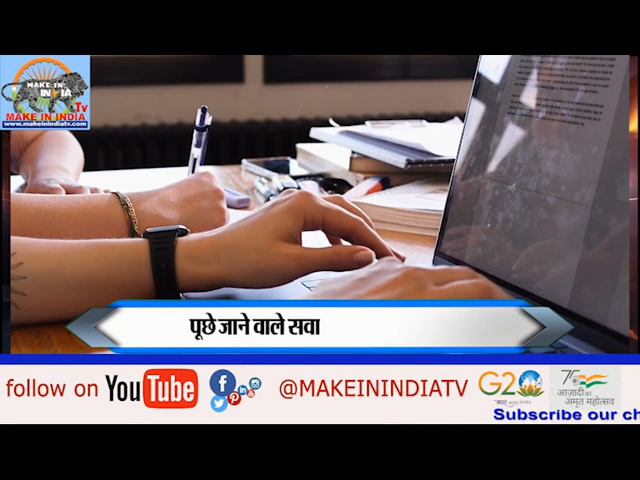 MAKE IN
INDIA
Tv
MAKE IN INDIA
www.makeinindiatv.com
पूछे जाने वाले सवा
follow on YouTube @MAKEININDIATV G20 75
आज़ादी का
अमृत महोत्सव
Subscribe our ch